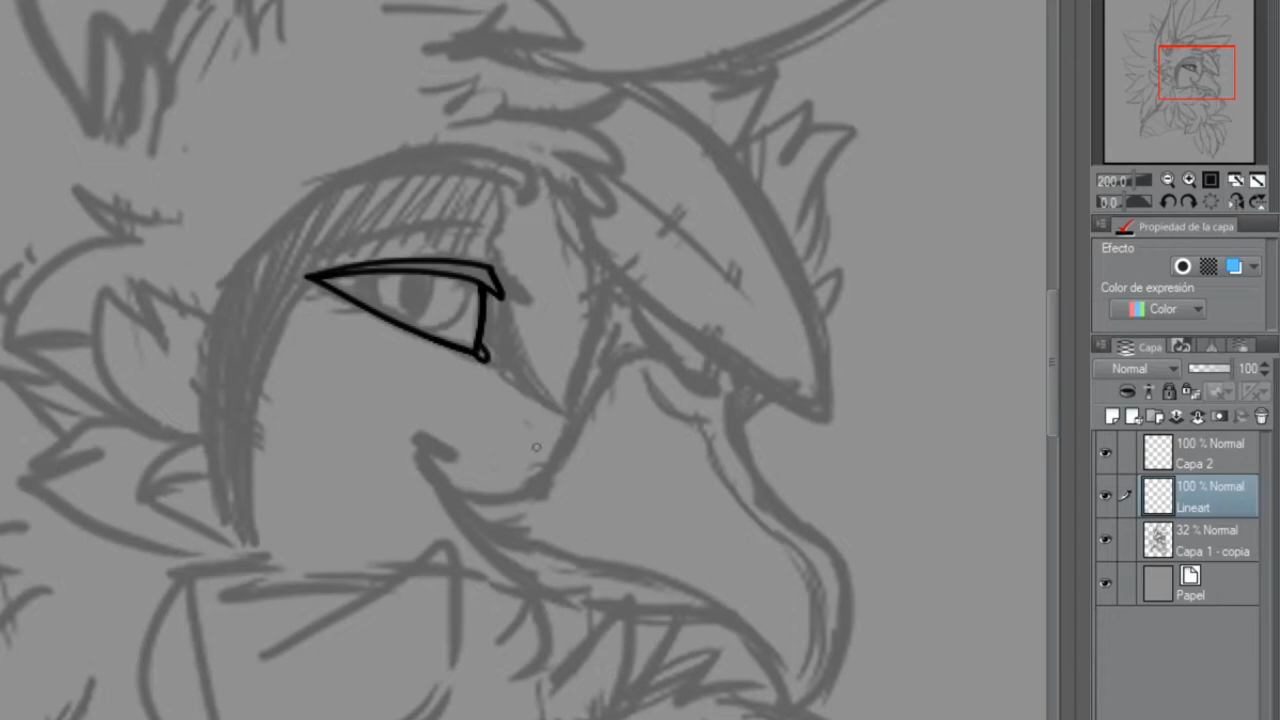 200.0
0.0
Propiedad de la capa
Efecto
Color de expresión
Color
Capa
Normal
100
100 % Normal
Capa 2
100 % Normal
Lineart
32 % Normal
Capa 1 - copia
Papel